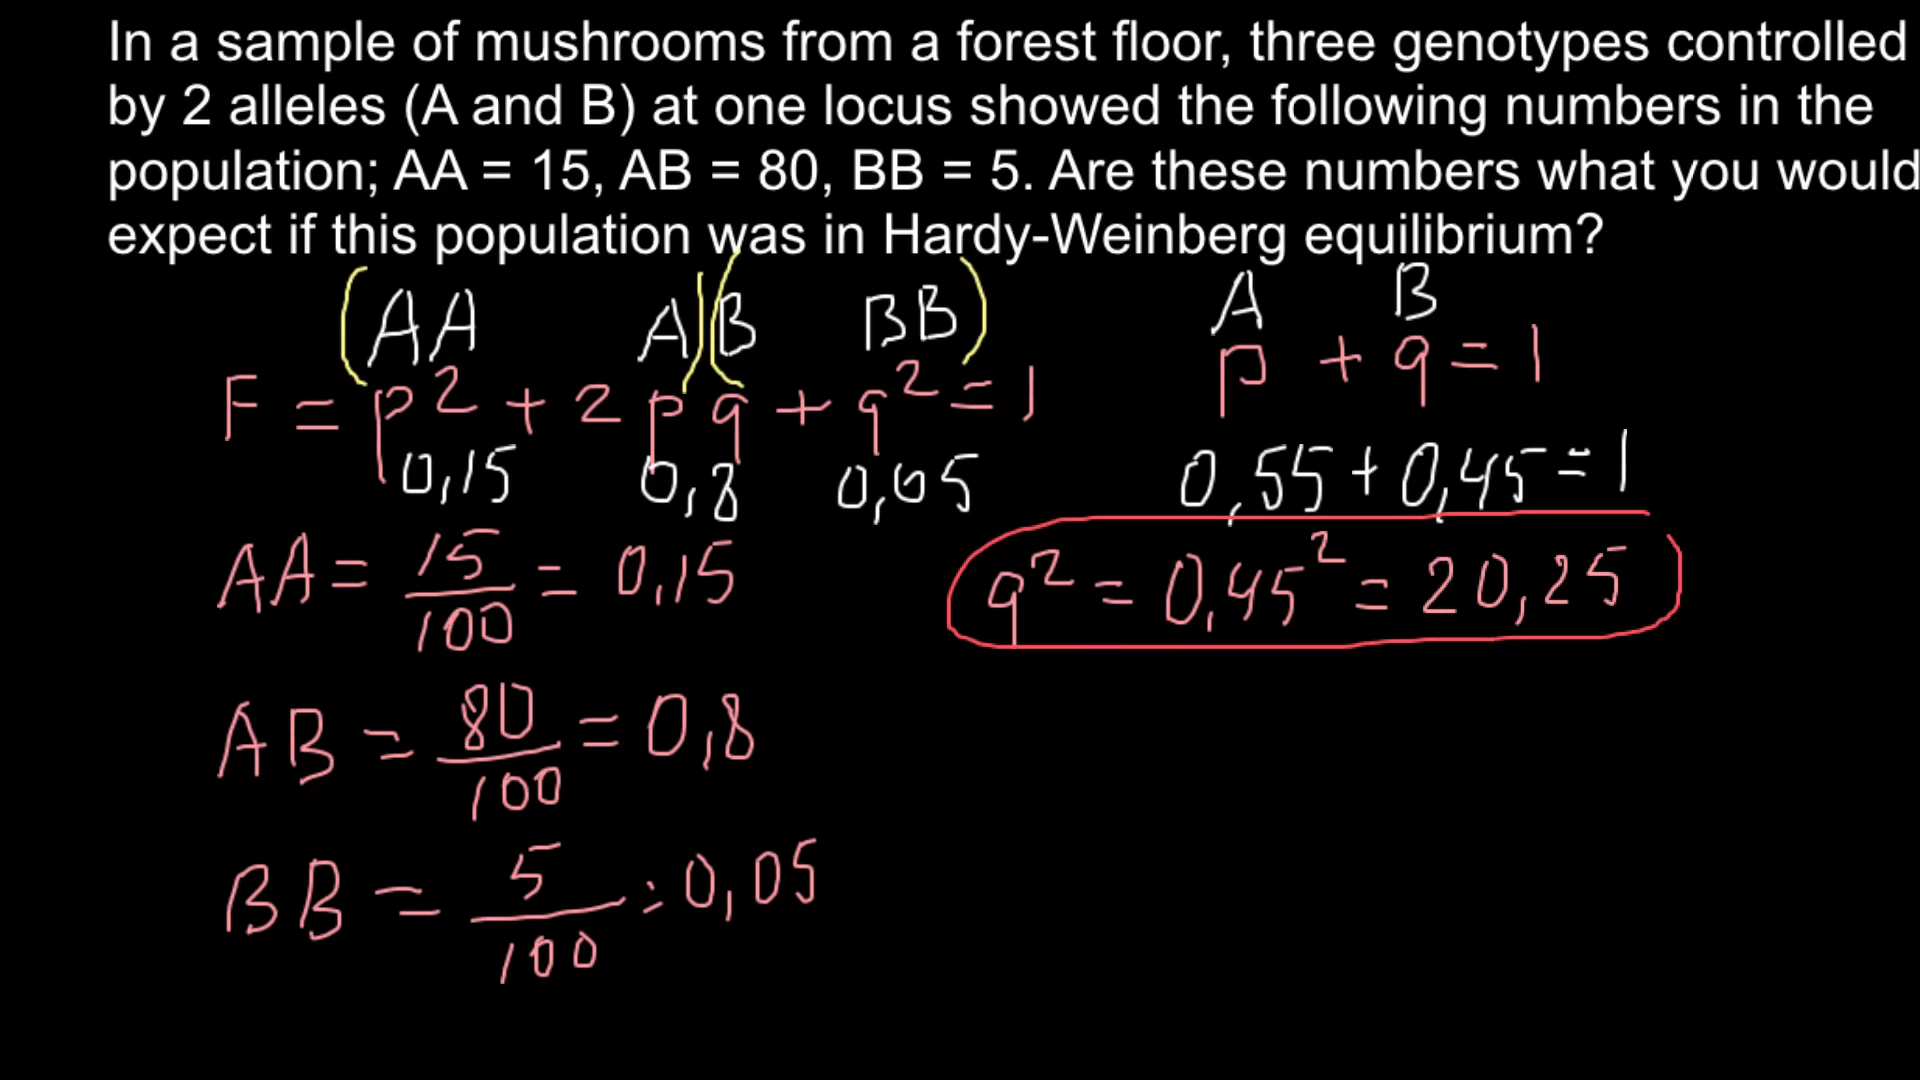 In a sample of mushrooms from a forest floor, three genotypes controlled
by 2 alleles (A and B) at one locus showed the following numbers in the
population; AA = 15, AB = 80, BB = 5. Are these numbers what you would
expect if this population was in Hardy-Weinberg equilibrium?
(AA A)(B BB)
F = p² + 2pq + q² = 1
0,15 0,8 0,05
AA = 15/100 = 0,15
AB = 80/100 = 0,8
BB = 5/100 = 0,05
A B
p + q = 1
0,55 + 0,45 = 1
q² = 0,45² = 20,25